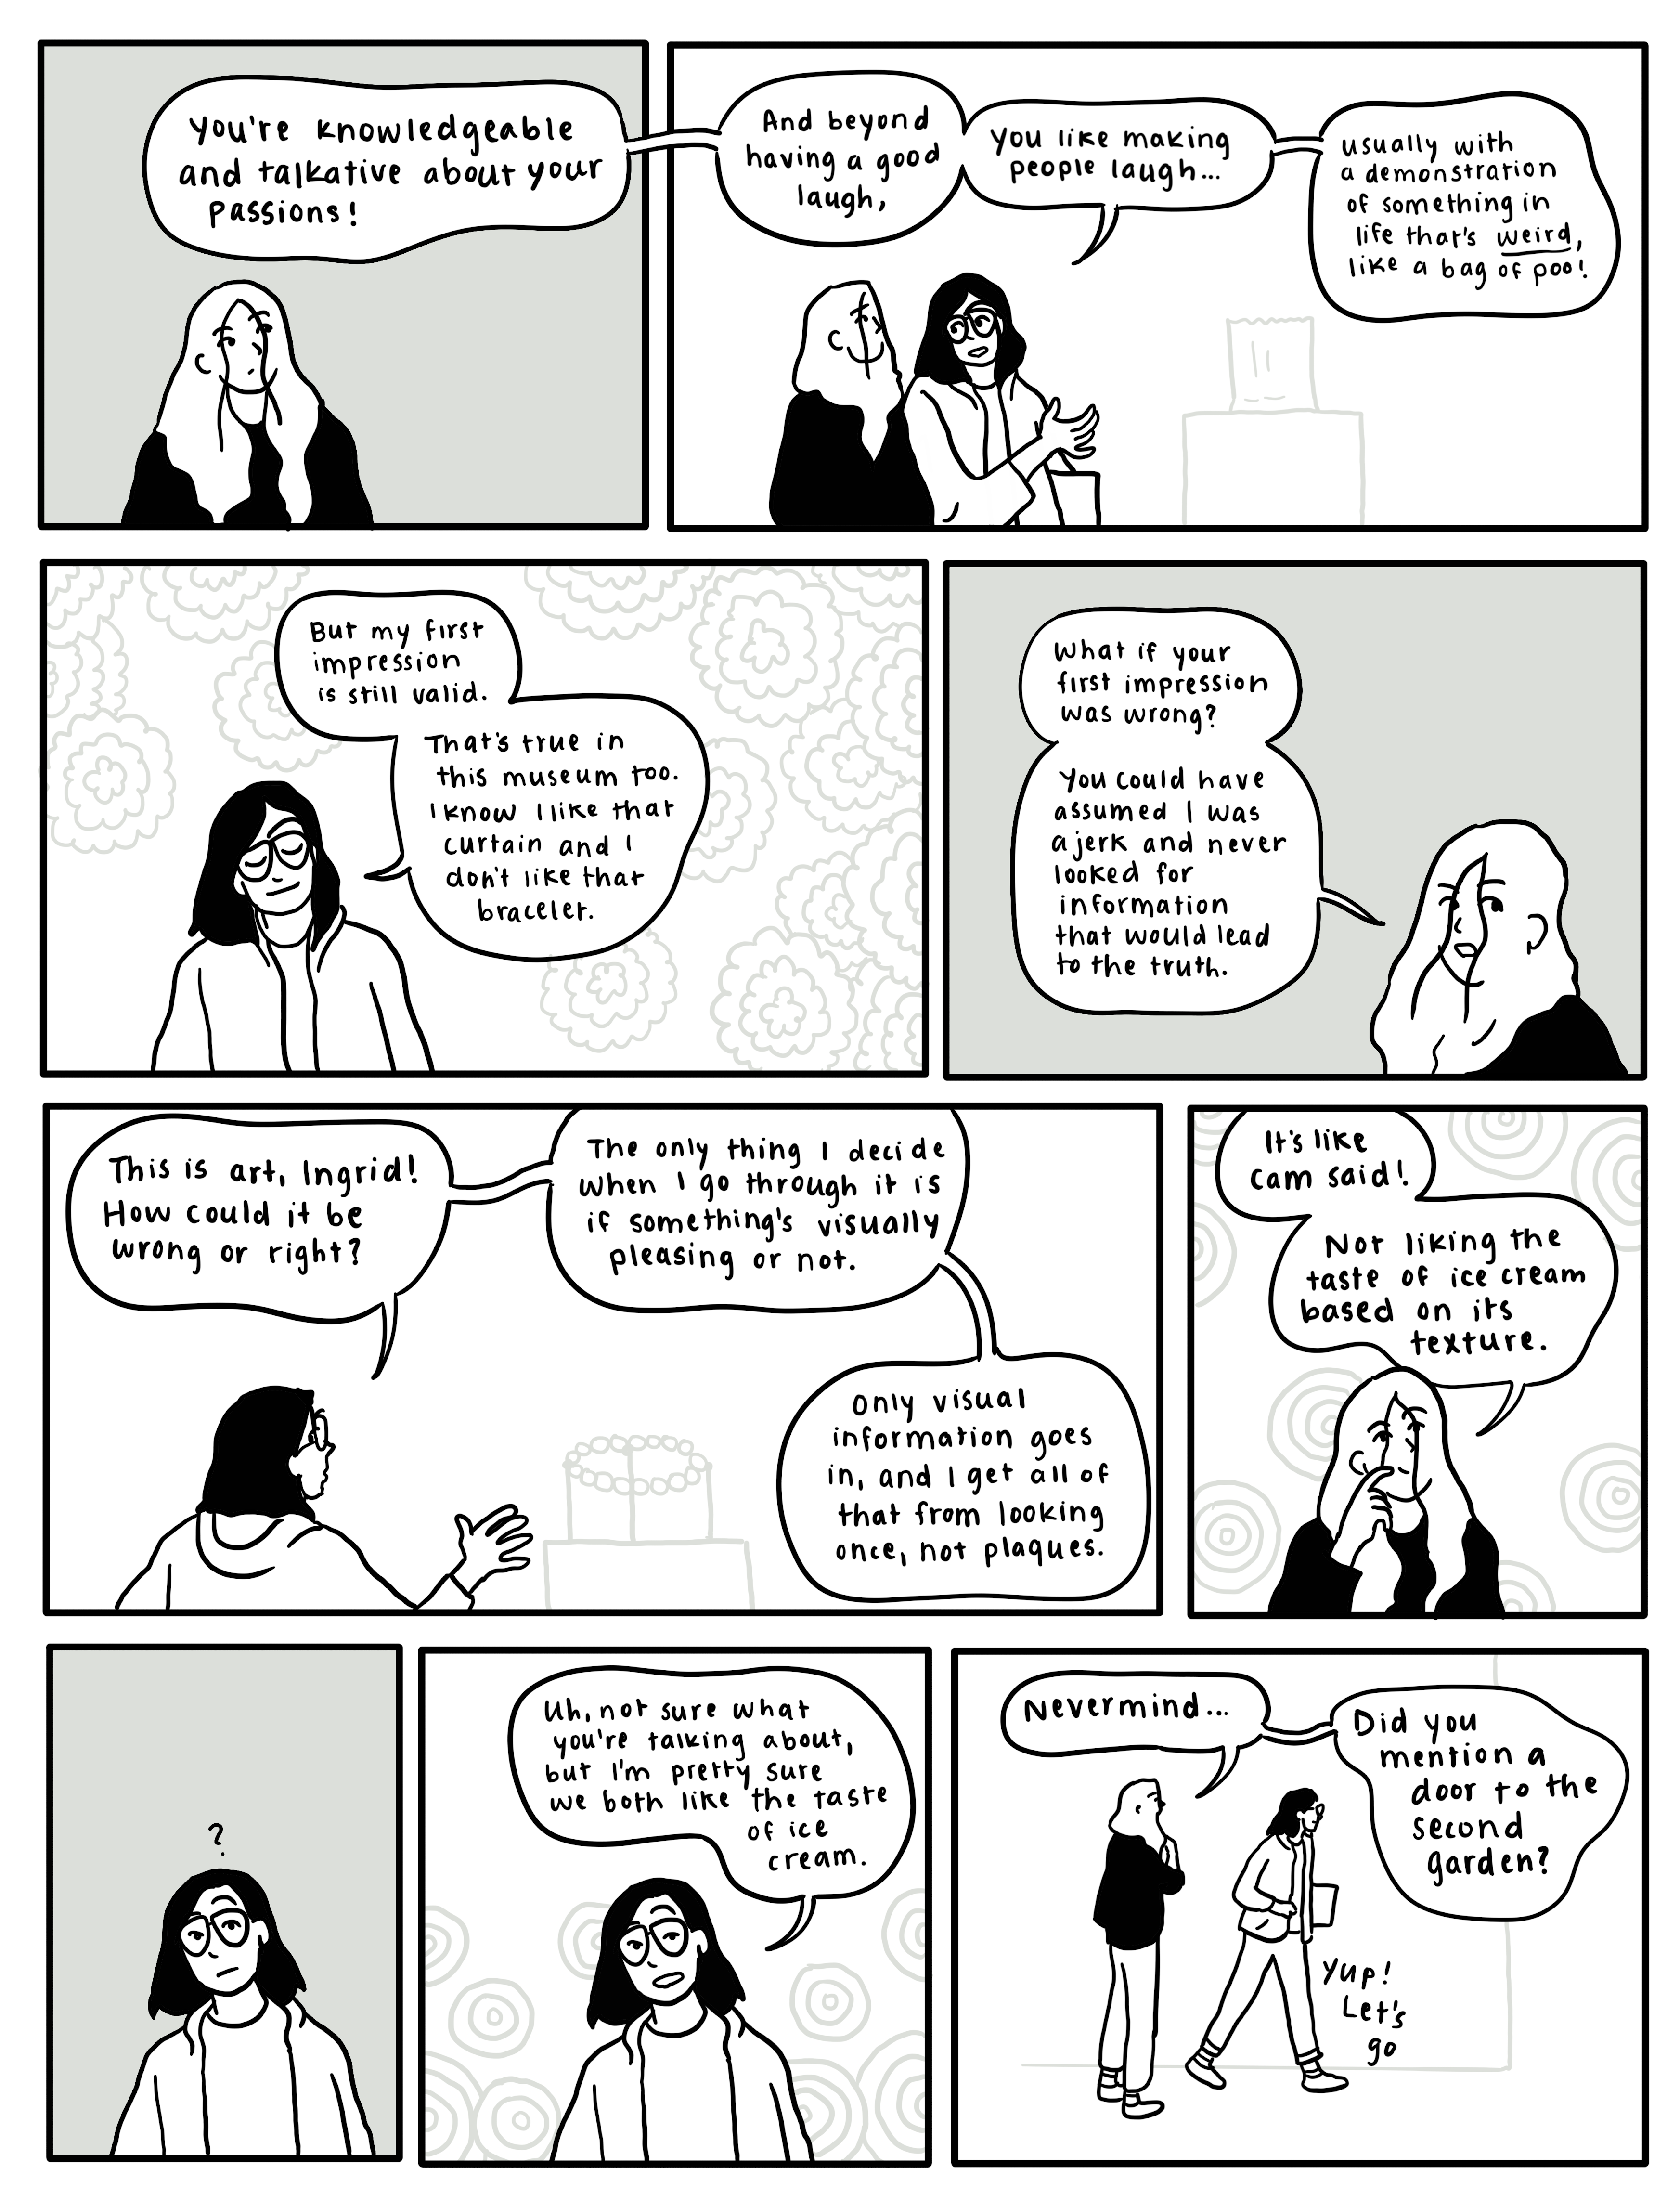 You're knowledgeable
and talkative about your
passions!
And beyond
having a good
laugh,
You like making
people laugh...
usually with
a demonstration
of something in
life that's weird,
like a bag of poo!
But my first
impression
is still valid.
That's true in
this museum too.
I know I like that
curtain and I
don't like that
bracelet.
What if your
first impression
was wrong?
You could have
assumed I was
a jerk and never
looked for
information
that would lead
to the truth.
This is art, Ingrid!
How could it be
wrong or right?
The only thing I decide
when I go through it is
if something's visually
pleasing or not.
Only visual
information goes
in, and I get all of
that from looking
once, not plaques.
It's like
Cam said!
Not liking the
taste of ice cream
based on its
texture.
?
Uh, not sure what
you're talking about,
but I'm pretty sure
we both like the taste
of ice
cream.
Nevermind...
Did you
mention a
door to the
second
garden?
Yup!
Let's
go